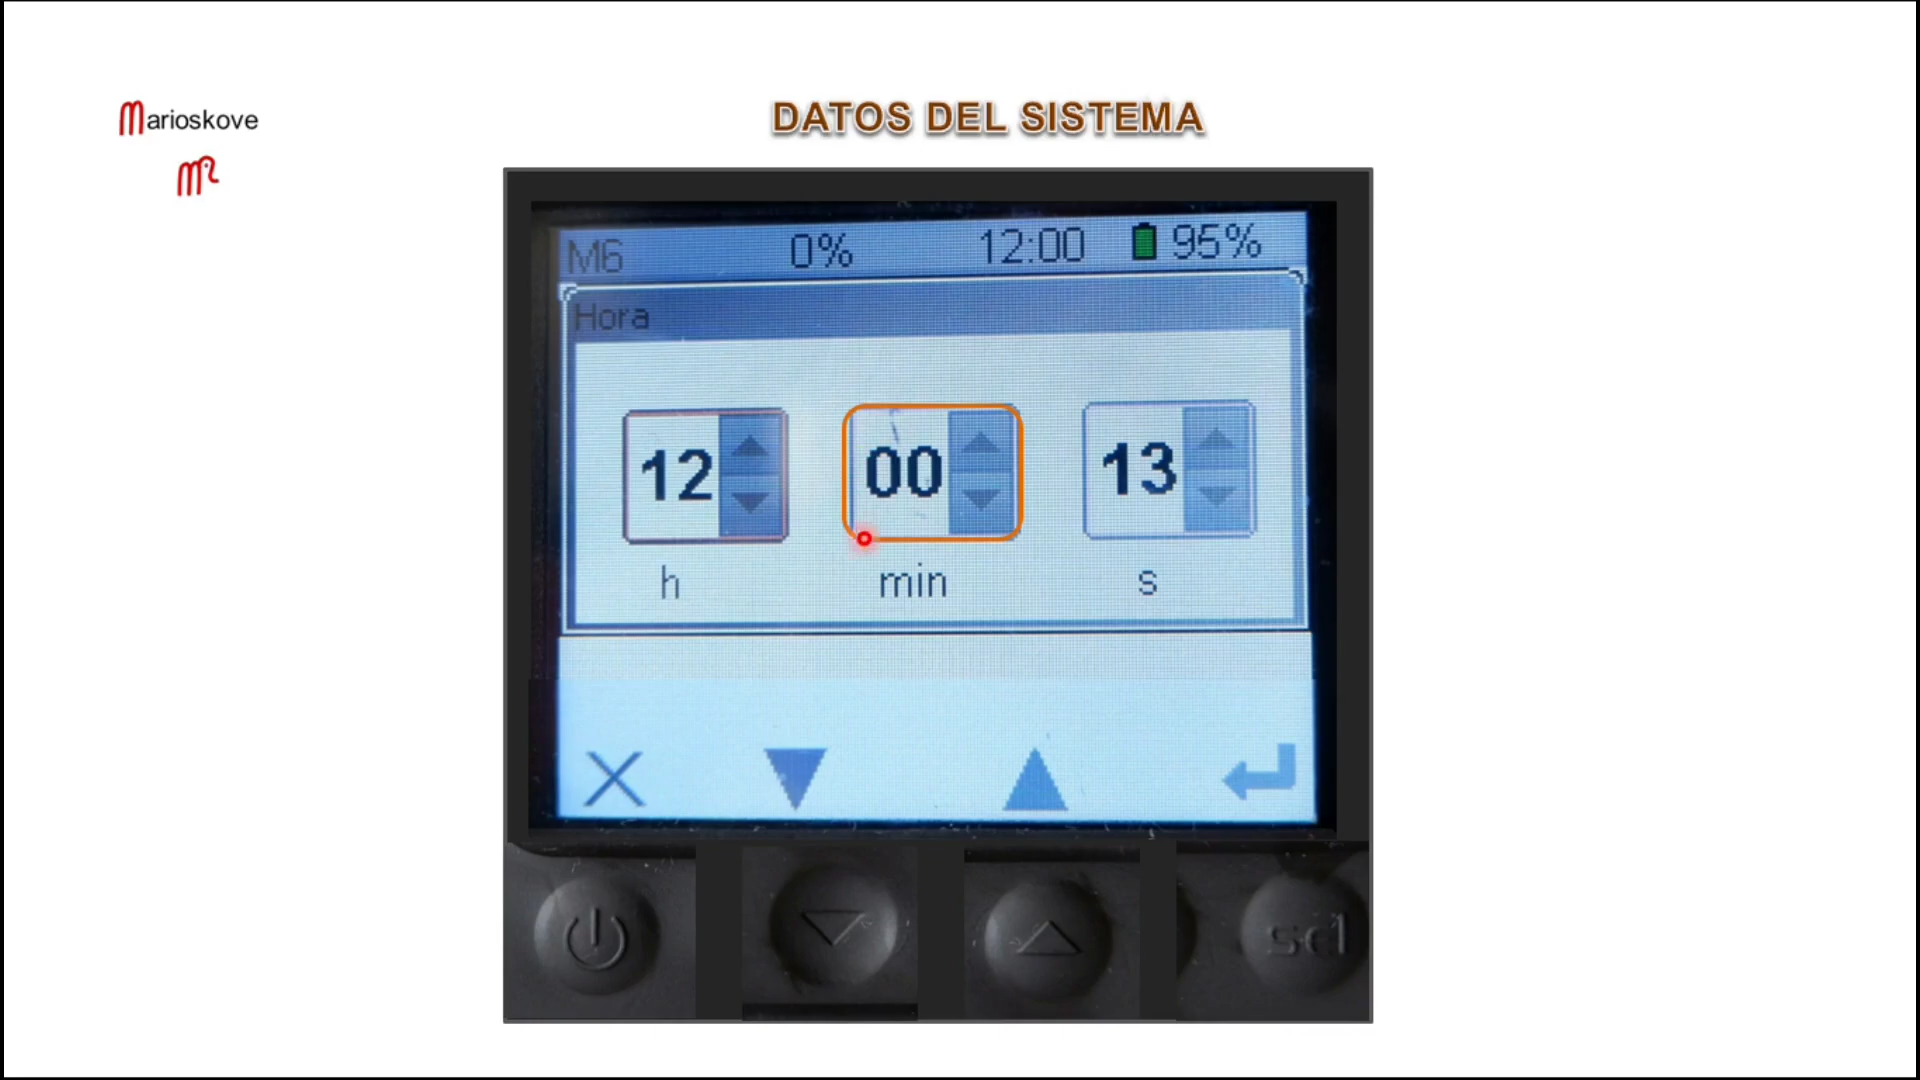 Marioskove
DATOS DEL SISTEMA
M6 0% 12:00 95%
Hora
12 00 13
h min s
sel